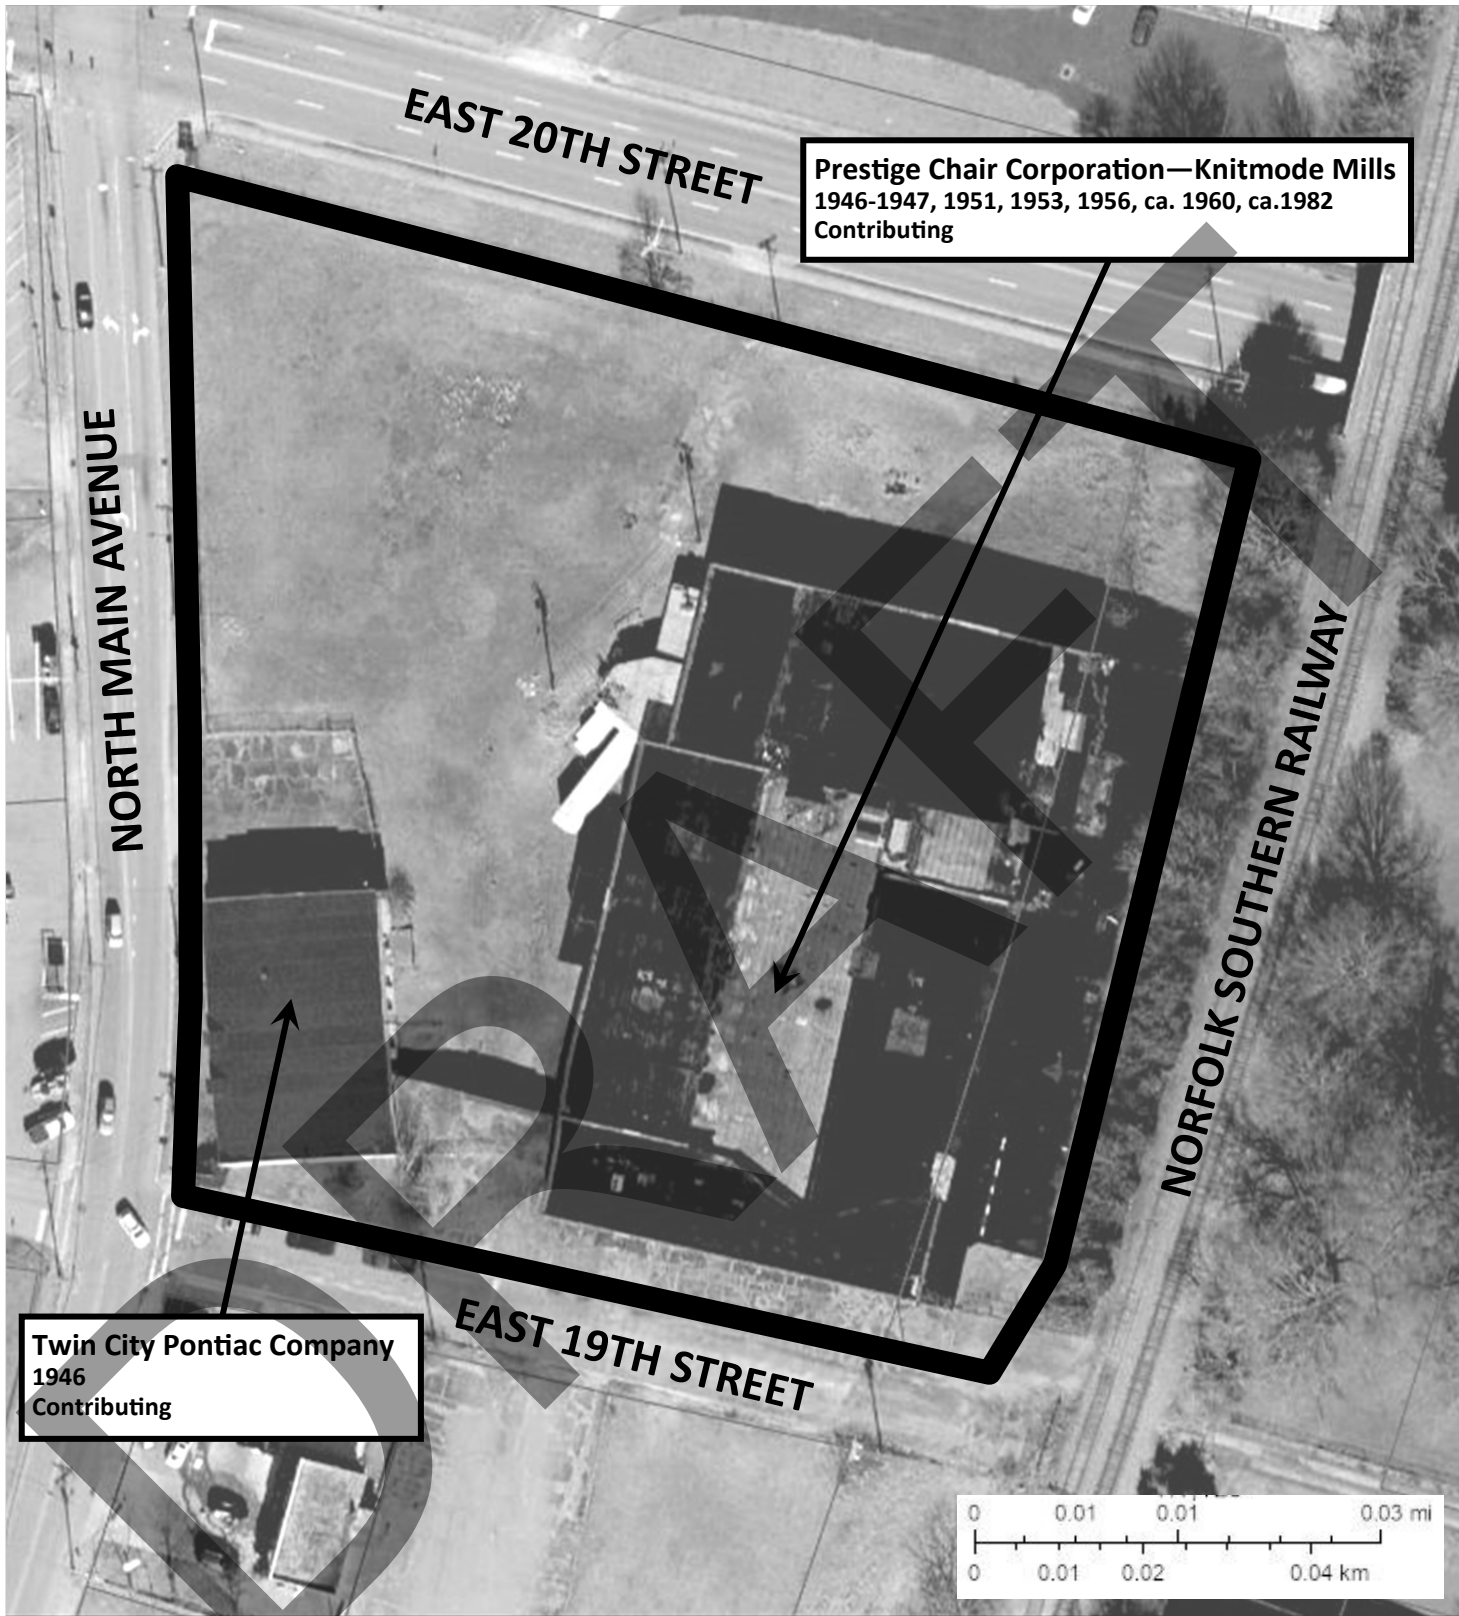 EAST 20TH STREET
Prestige Chair Corporation—Knitmode Mills
1946-1947, 1951, 1953, 1956, ca. 1960, ca.1982
Contributing
NORTH MAIN AVENUE
NORFOLK SOUTHERN RAILWAY
DRAFT
Twin City Pontiac Company
1946
Contributing
EAST 19TH STREET
0 0.01 0.01 0.03 mi
0 0.01 0.02 0.04 km